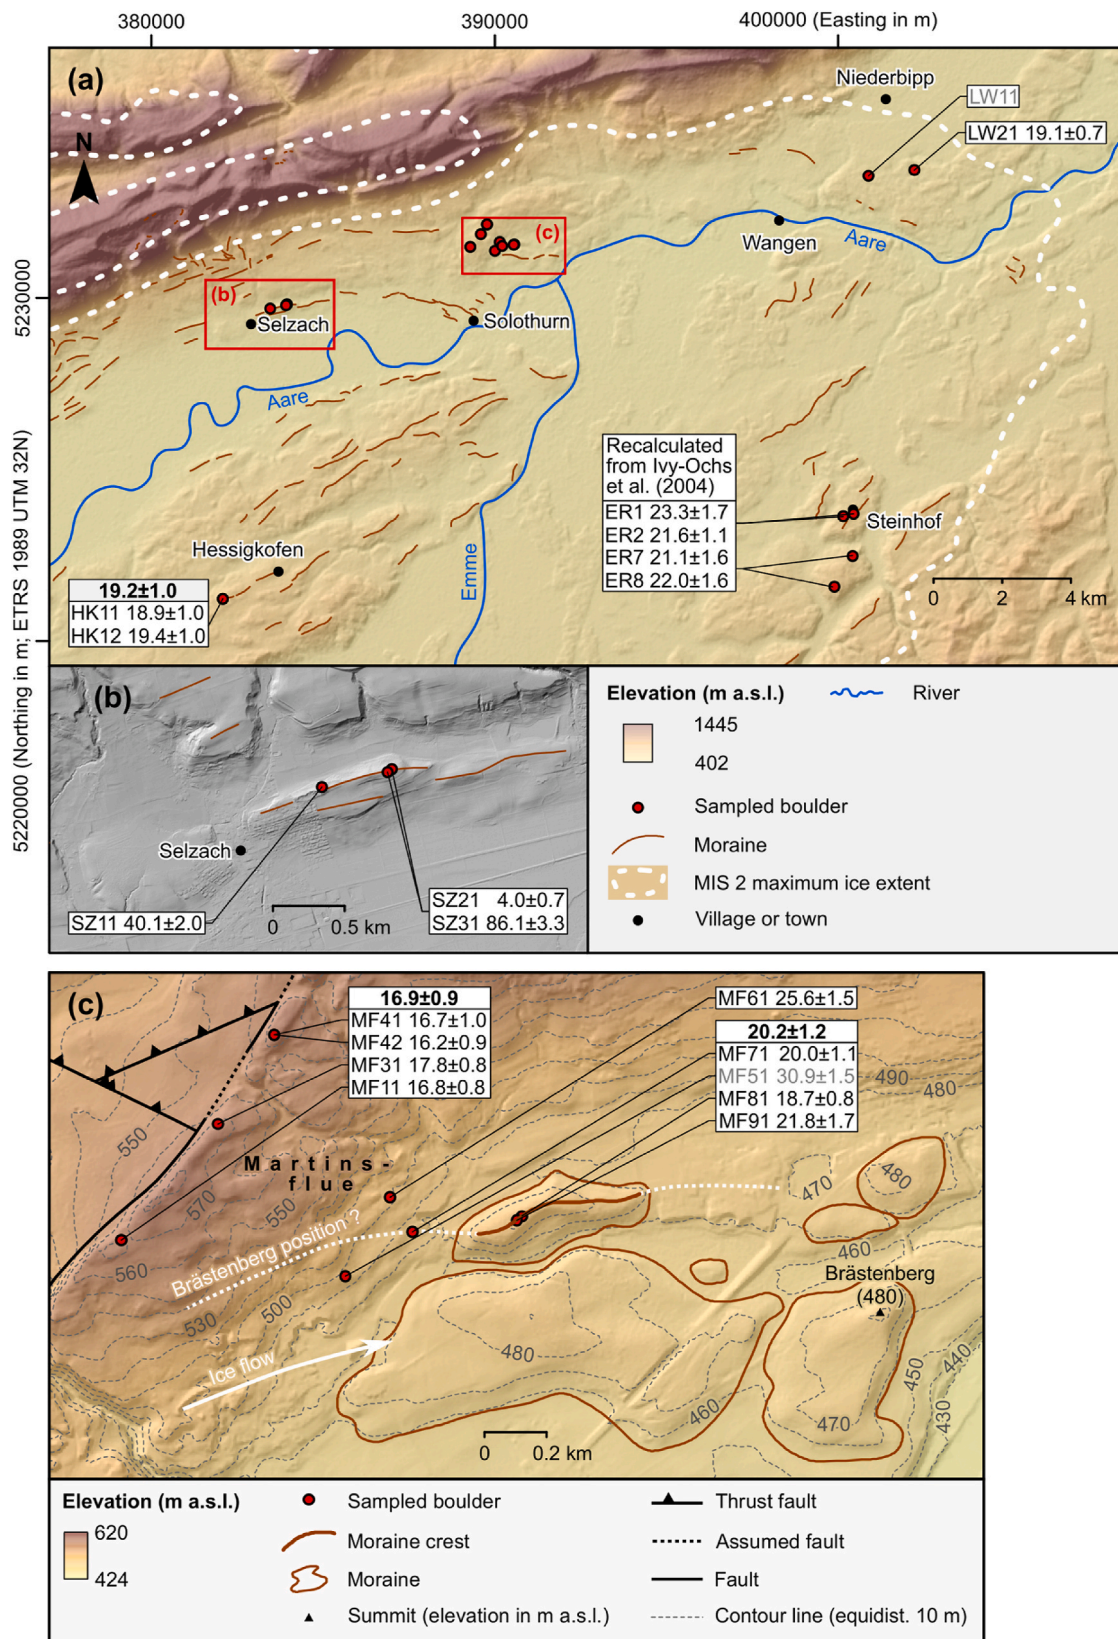 380000
390000
400000 (Easting in m)
(a)
N
Niederbipp
LW11
LW21 19.1±0.7
(c)
Wangen
Aare
5230000
(b)
Selzach
Solothurn
Aare
Recalculated
from Ivy-Ochs
et al. (2004)
ER1 23.3±1.7
ER2 21.6±1.1
ER7 21.1±1.6
ER8 22.0±1.6
Steinhof
Hessigkofen
Emme
19.2±1.0
HK11 18.9±1.0
HK12 19.4±1.0
0 2 4 km
5220000 (Northing in m; ETRS 1989 UTM 32N)
(b)
Selzach
SZ11 40.1±2.0
0 0.5 km
SZ21 4.0±0.7
SZ31 86.1±3.3
Elevation (m a.s.l.)
1445
402
River
Sampled boulder
Moraine
MIS 2 maximum ice extent
Village or town
(c)
16.9±0.9
MF41 16.7±1.0
MF42 16.2±0.9
MF31 17.8±0.8
MF11 16.8±0.8
MF61 25.6±1.5
20.2±1.2
MF71 20.0±1.1
MF51 30.9±1.5
MF81 18.7±0.8
MF91 21.8±1.7
490
480
550
Martins-
flue
570
550
470
480
Brästenberg position ?
560
460
530
500
Brästenberg
(480)
Ice flow
480
450
440
460
470
430
0 0.2 km
Elevation (m a.s.l.)
620
424
Sampled boulder
Moraine crest
Moraine
Summit (elevation in m a.s.l.)
Thrust fault
Assumed fault
Fault
Contour line (equidist. 10 m)